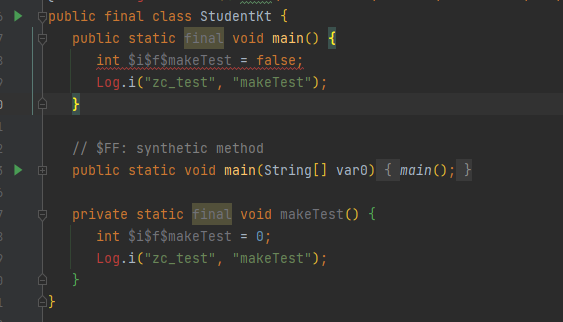 public final class StudentKt {
public static final void main() {
int $i$f$makeTest = false;
Log.i("zc_test", "makeTest");
}
// $FF: synthetic method
public static void main(String[] var0) { main(); }
private static final void makeTest() {
int $i$f$makeTest = 0;
Log.i("zc_test", "makeTest");
}
}